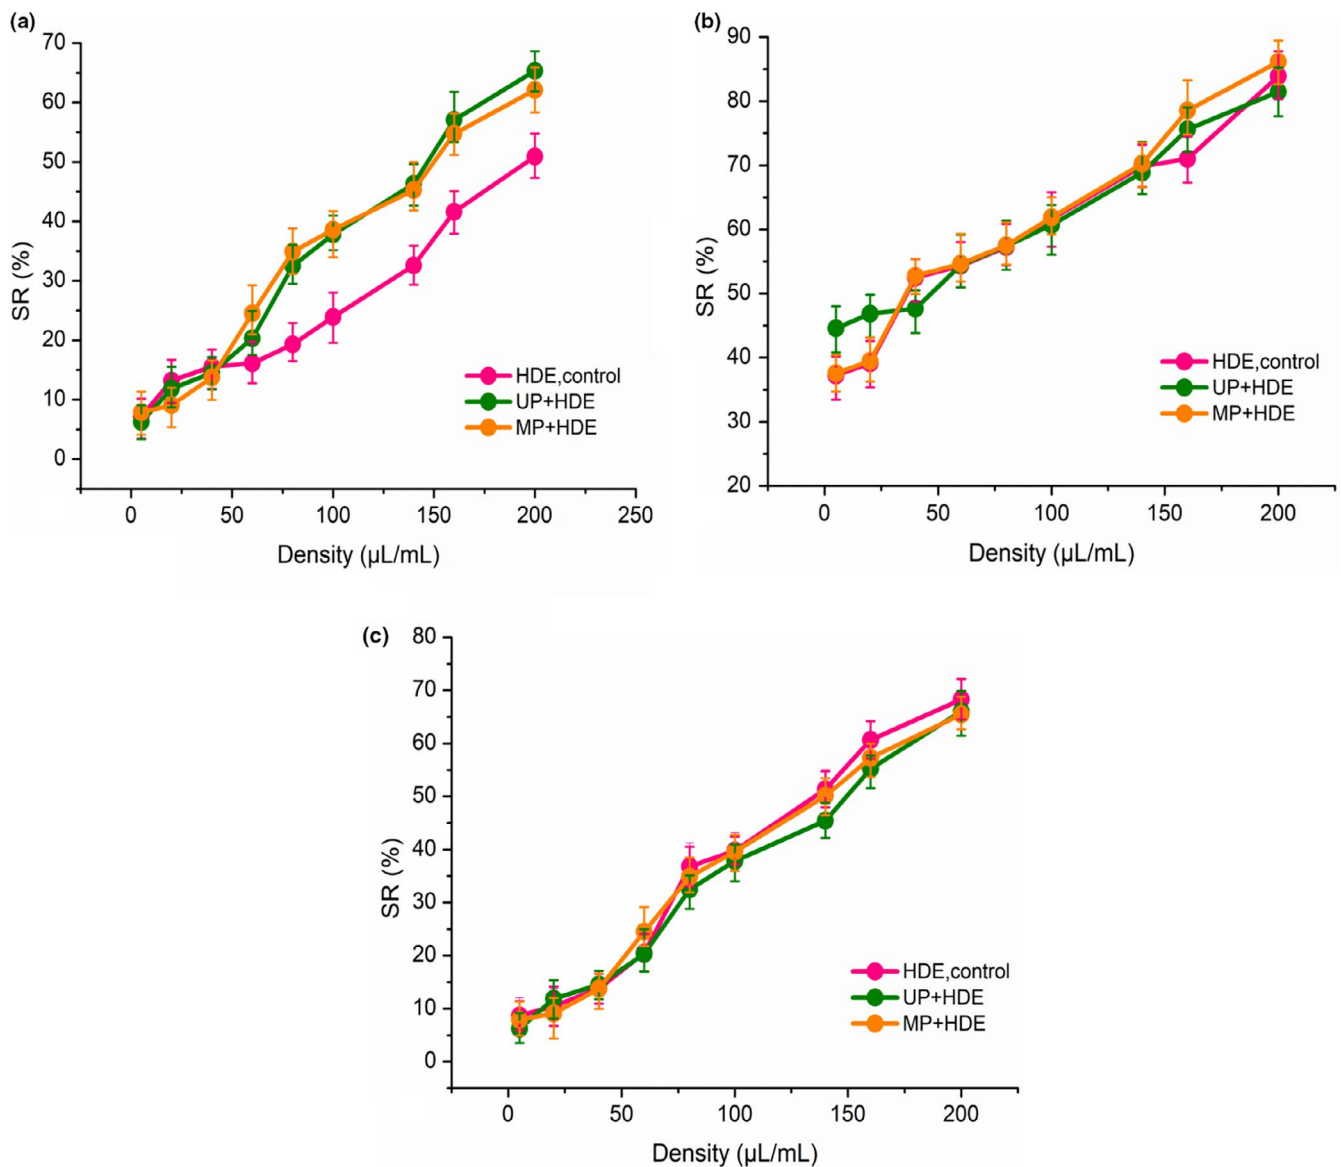 (a)
70
60
50
40
30
20
10
0
SR (%)
HDE,control
UP+HDE
MP+HDE
0 50 100 150 200 250
Density (µL/mL)
(b)
90
80
70
60
50
40
30
20
SR (%)
HDE,control
UP+HDE
MP+HDE
0 50 100 150 200
Density (µL/mL)
(c)
80
70
60
50
40
30
20
10
0
SR (%)
HDE,control
UP+HDE
MP+HDE
0 50 100 150 200
Density (µL/mL)